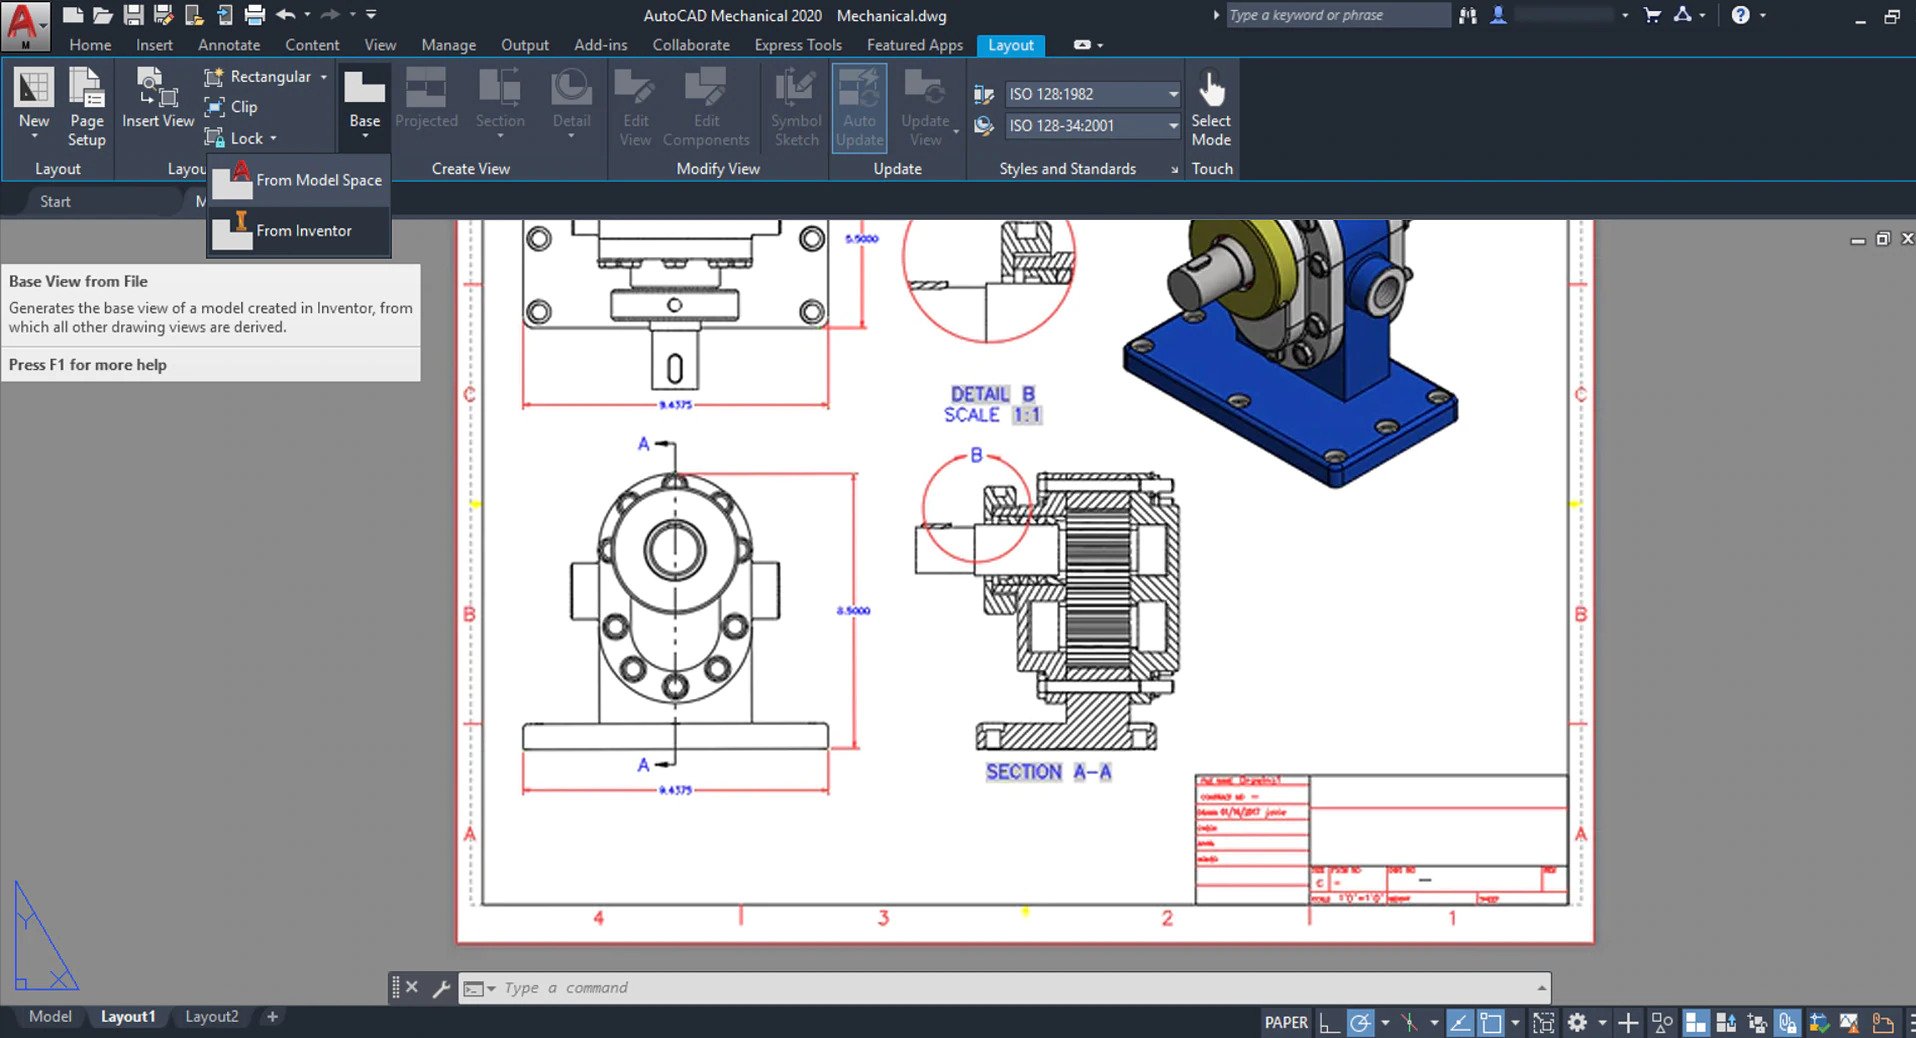 AutoCAD Mechanical 2020 Mechanical.dwg
Type a keyword or phrase
Home Insert Annotate Content View Manage Output Add-ins Collaborate Express Tools Featured Apps Layout
New
Page Setup
Insert View
Rectangular
Clip
Lock
Base
Projected
Section
Detail
Edit View
Edit Components
Symbol Sketch
Auto Update
Update View
ISO 128:1982
ISO 128-34:2001
Select Mode
Layout
Layou
Create View
Modify View
Update
Styles and Standards
Touch
From Model Space
From Inventor
Start
M
Base View from File
Generates the base view of a model created in Inventor, from
which all other drawing views are derived.
Press F1 for more help
5.5000
9.4375
DETAIL B
SCALE 1:1
C
C
A
B
8.5000
B
B
A
9.4375
SECTION A-A
A
A
4 3 2 1
Y
X
Type a command
Model Layout1 Layout2
PAPER